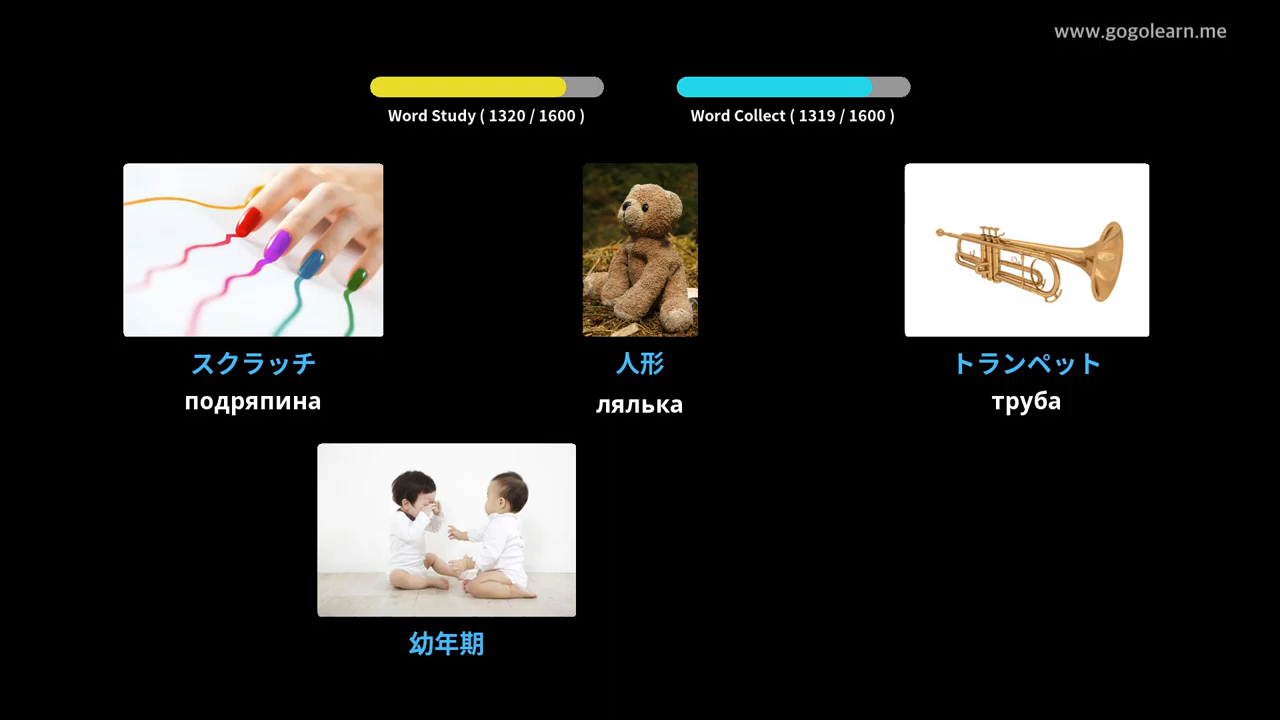 www.gogolearn.me
Word Study ( 1320 / 1600 )
Word Collect ( 1319 / 1600 )
スクラッチ
подряпина
人形
лялька
トランペット
труба
幼年期